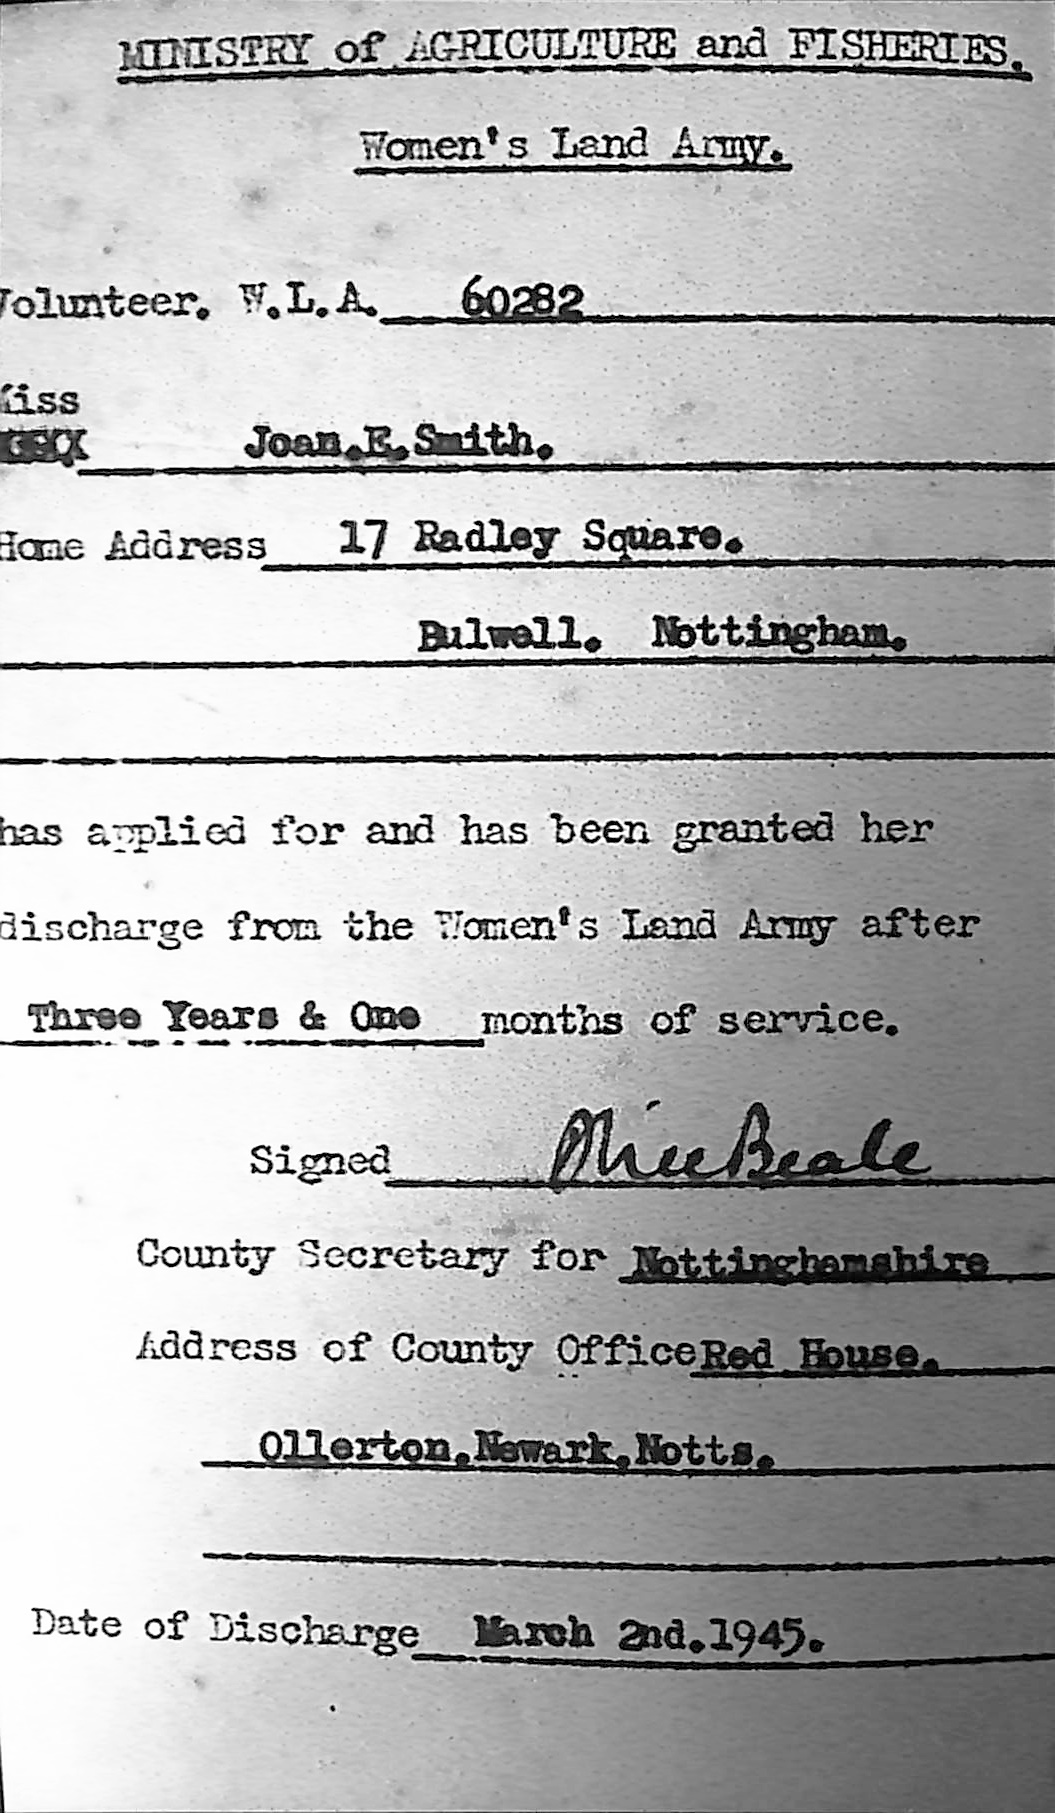 MINISTRY of AGRICULTURE and FISHERIES.
Women's Land Army.
Volunteer. W.L.A. 60282
Miss
Joan.E.Smith.
Home Address 17 Radley Square.
Bulwell. Nottingham.
has applied for and has been granted her
discharge from the Women's Land Army after
Three Years & One months of service.
Signed Beale
County Secretary for Nottinghamshire
Address of County Office Red House.
Ollerton.Newark.Notts.
Date of Discharge March 2nd.1945.